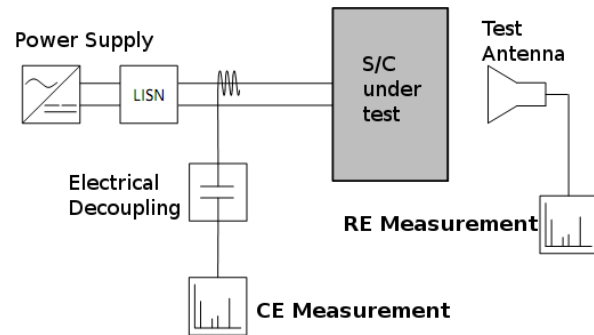 Power Supply
LISN
S/C
under
test
Test
Antenna
Electrical
Decoupling
RE Measurement
CE Measurement